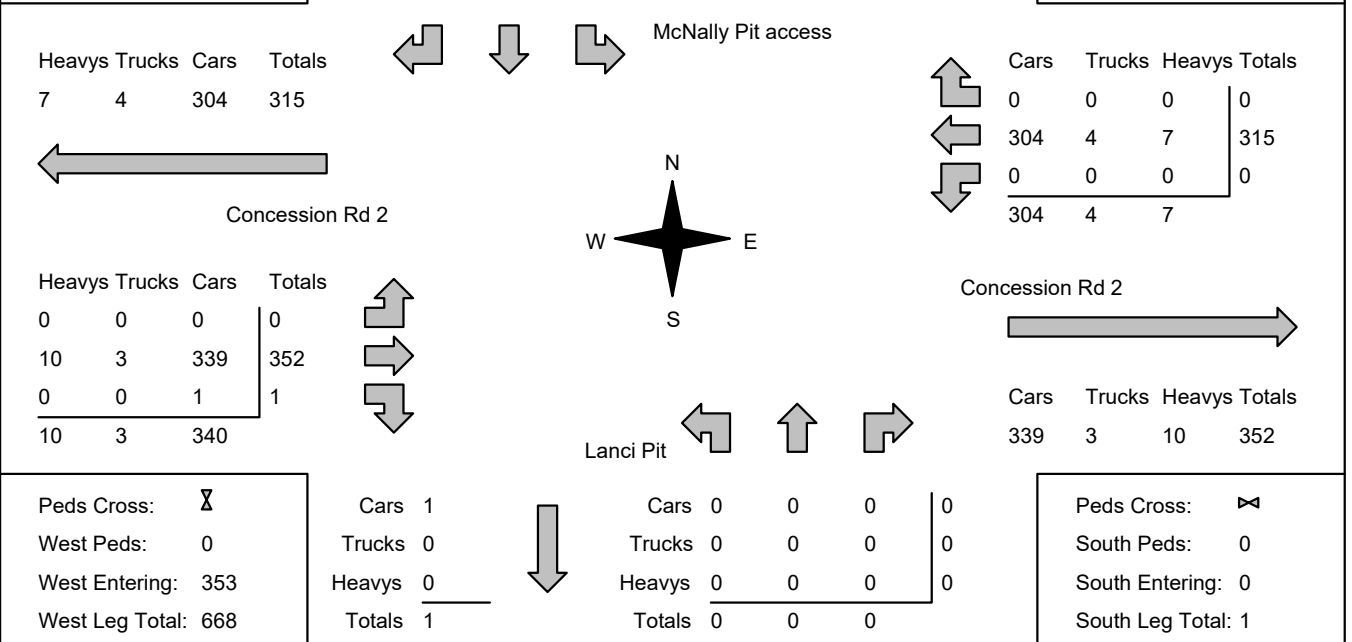 McNally Pit access
Heavys Trucks Cars Totals
7 4 304 315
Cars Trucks Heavys Totals
0 0 0 0
304 4 7 315
0 0 0 0
304 4 7
Concession Rd 2
N
W E
S
Heavys Trucks Cars Totals
0 0 0 0
10 3 339 352
0 0 1 1
10 3 340
Concession Rd 2
Cars Trucks Heavys Totals
339 3 10 352
Lanci Pit
Peds Cross:
West Peds: 0
West Entering: 353
West Leg Total: 668
Cars 1
Trucks 0
Heavys 0
Totals 1
Cars 0 0 0 0
Trucks 0 0 0 0
Heavys 0 0 0 0
Totals 0 0 0
Peds Cross:
South Peds: 0
South Entering: 0
South Leg Total: 1